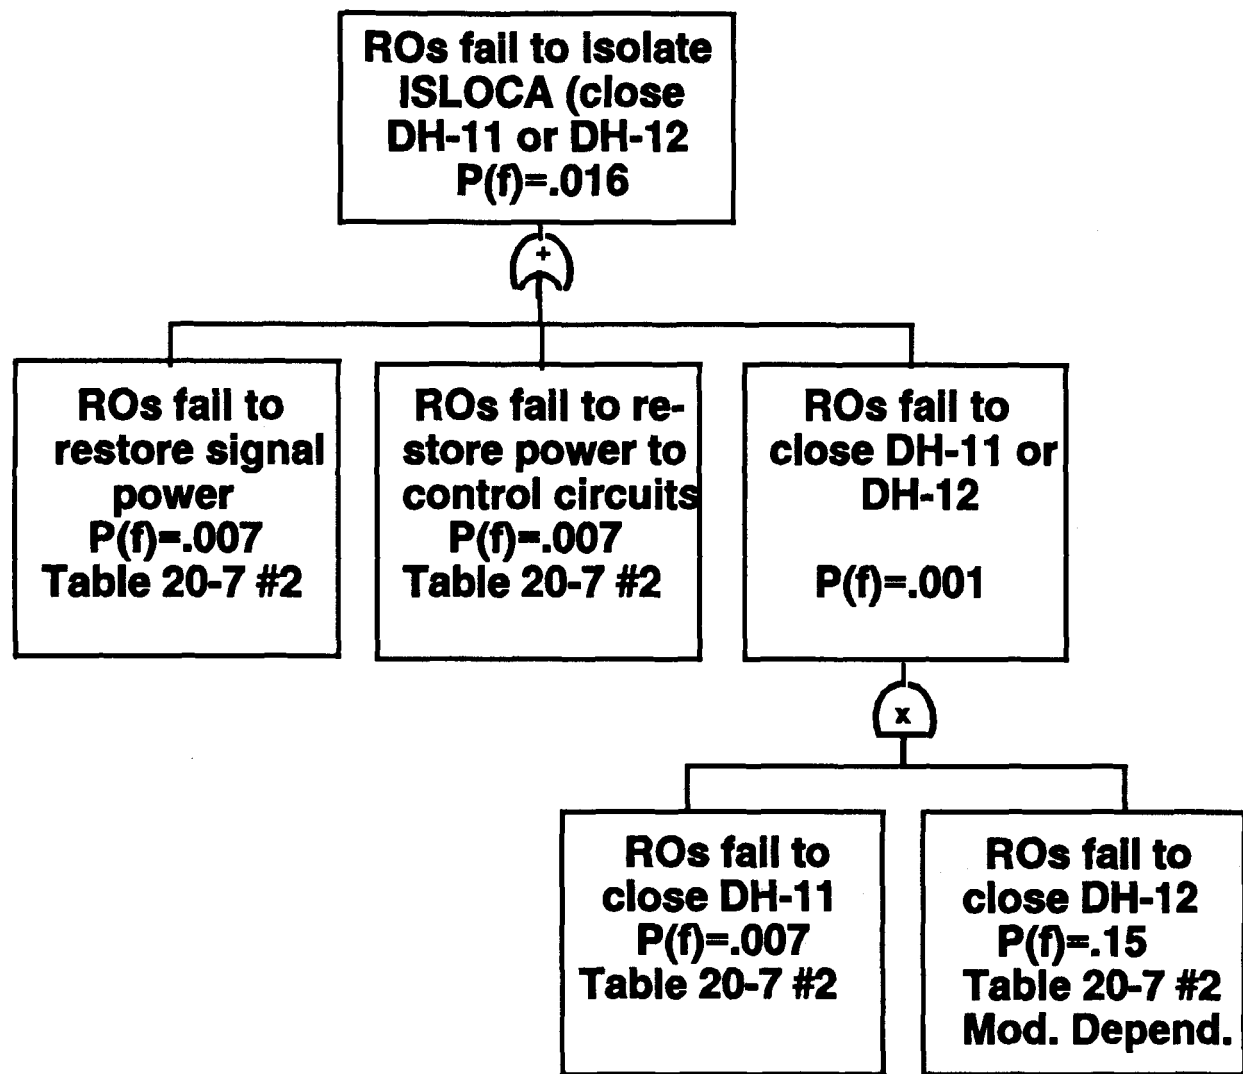 ROs fail to isolate
ISLOCA (close
DH-11 or DH-12
P(f)=.016
+
ROs fail to
restore signal
power
P(f)=.007
Table 20-7 #2
ROs fail to re-
store power to
control circuits
P(f)=.007
Table 20-7 #2
ROs fail to
close DH-11 or
DH-12
P(f)=.001
x
ROs fail to
close DH-11
P(f)=.007
Table 20-7 #2
ROs fail to
close DH-12
P(f)=.15
Table 20-7 #2
Mod. Depend.